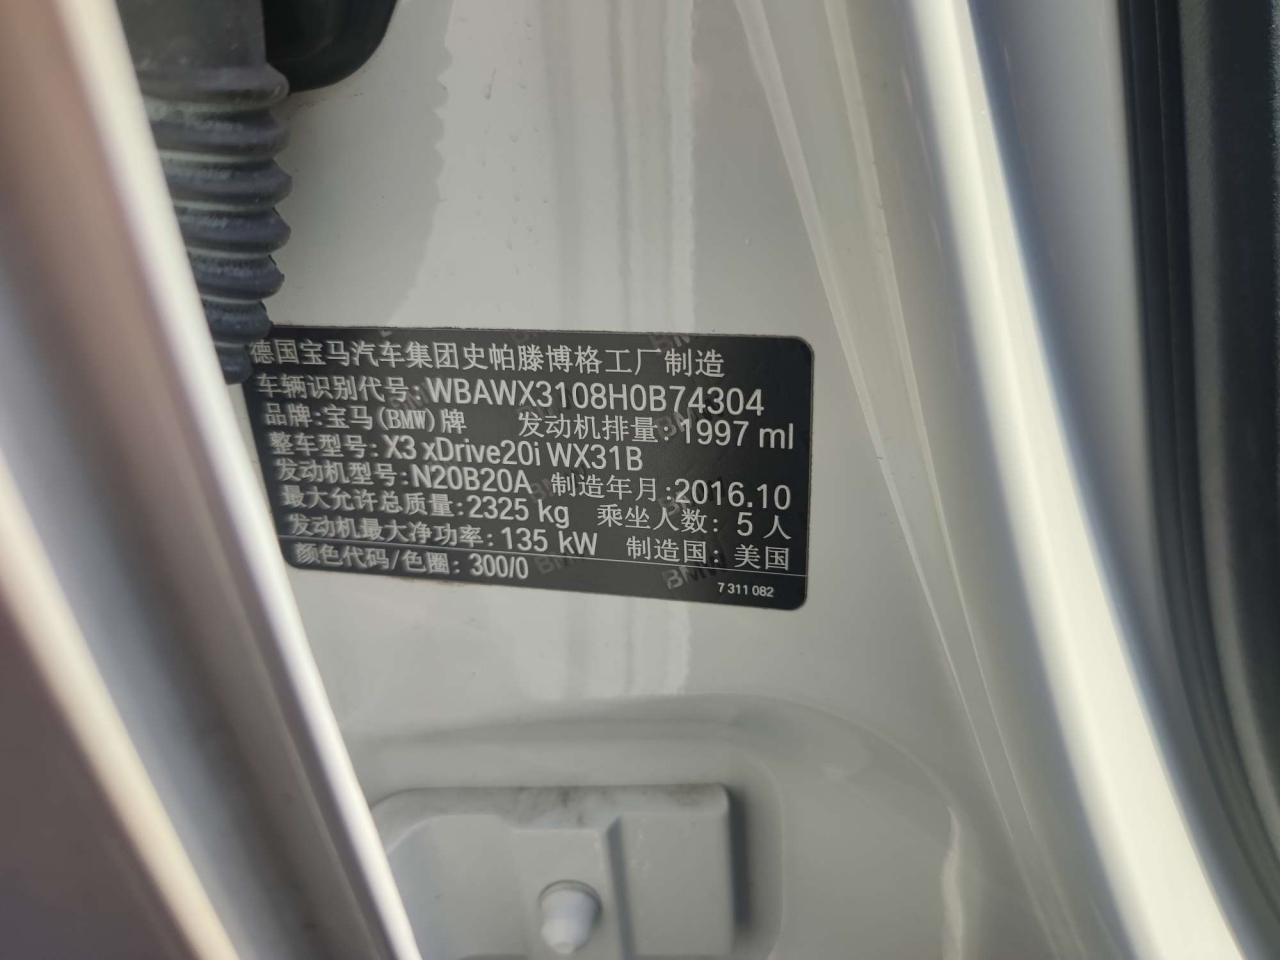 德国宝马汽车集团史帕滕博格工厂制造
车辆识别代号: WBAWX3108H0B74304
品牌: 宝马(BMW)牌 发动机排量: 1997 ml
整车型号: X3 xDrive20i WX31B
发动机型号: N20B20A 制造年月: 2016.10
最大允许总质量: 2325 kg 乘坐人数: 5 人
发动机最大净功率: 135 kW 制造国: 美国
颜色代码/色圈: 300/0
7 311 082